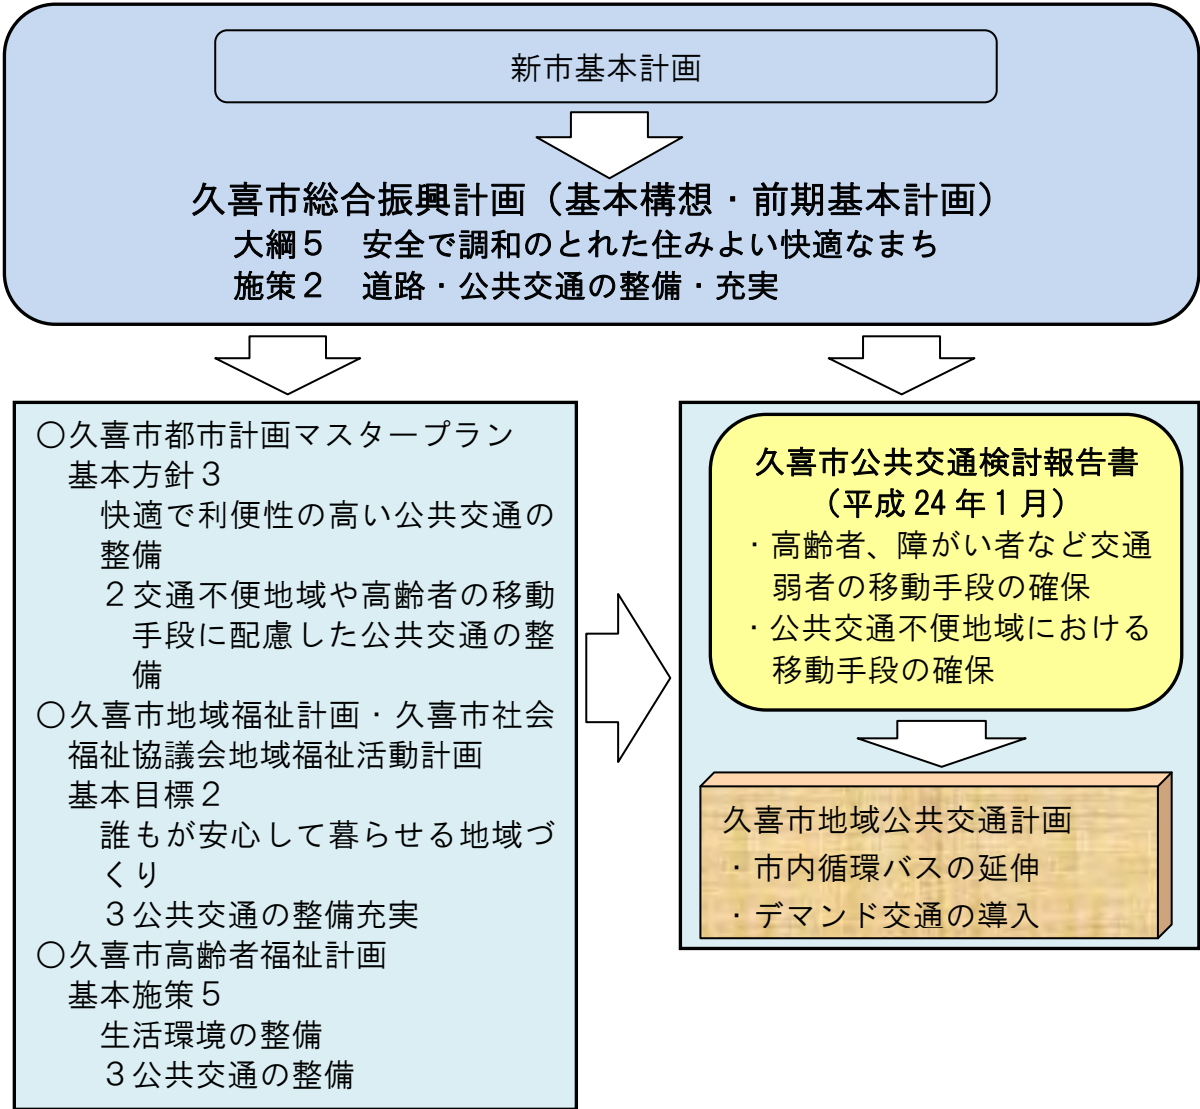 新市基本計画
久喜市総合振興計画（基本構想・前期基本計画）
大綱５　安全で調和のとれた住みよい快適なまち
施策２　道路・公共交通の整備・充実
○久喜市都市計画マスタープラン
基本方針３
快適で利便性の高い公共交通の
整備
２交通不便地域や高齢者の移動
手段に配慮した公共交通の整
備
○久喜市地域福祉計画・久喜市社会
福祉協議会地域福祉活動計画
基本目標２
誰もが安心して暮らせる地域づ
くり
３公共交通の整備充実
○久喜市高齢者福祉計画
基本施策５
生活環境の整備
３公共交通の整備
久喜市公共交通検討報告書
（平成 24 年 1 月）
・高齢者、障がい者など交通
弱者の移動手段の確保
・公共交通不便地域における
移動手段の確保
久喜市地域公共交通計画
・市内循環バスの延伸
・デマンド交通の導入